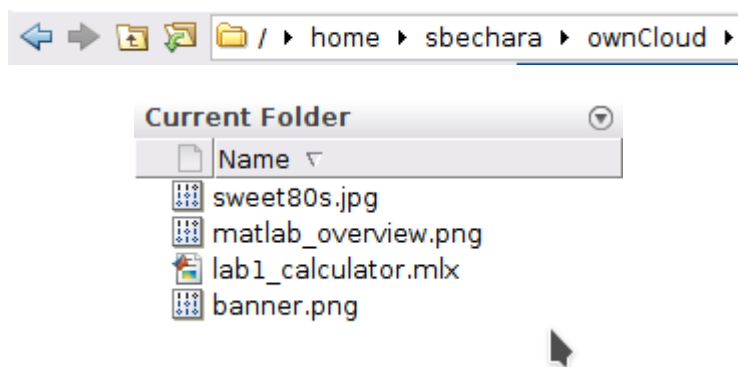 / ▸ home ▸ sbechara ▸ ownCloud ▸
Current Folder
Name
sweet80s.jpg
matlab_overview.png
lab1_calculator.mlx
banner.png